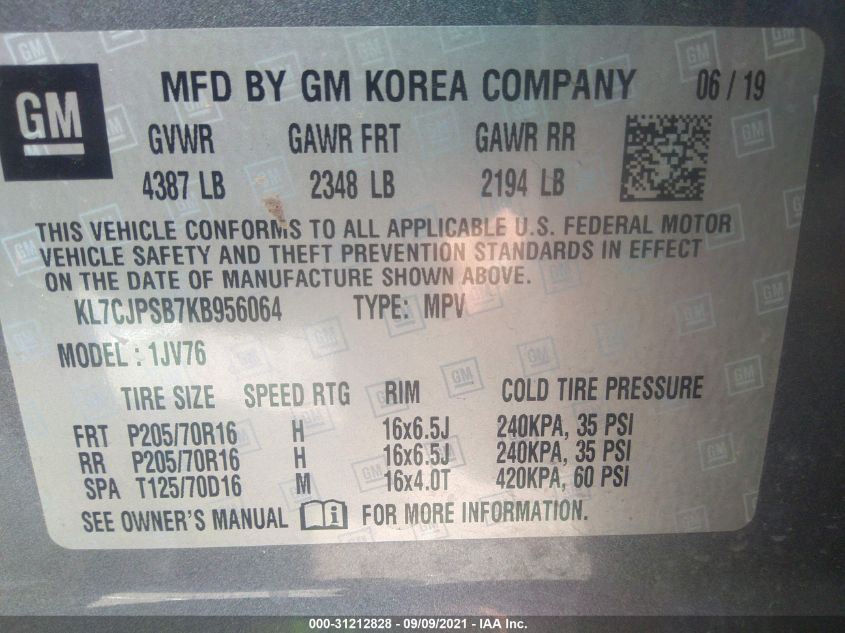 GM
MFD BY GM KOREA COMPANY 06 / 19
GVWR GAWR FRT GAWR RR
4387 LB 2348 LB 2194 LB
THIS VEHICLE CONFORMS TO ALL APPLICABLE U.S. FEDERAL MOTOR
VEHICLE SAFETY AND THEFT PREVENTION STANDARDS IN EFFECT
ON THE DATE OF MANUFACTURE SHOWN ABOVE.
KL7CJPSB7KB956064 TYPE: MPV
MODEL : 1JV76
TIRE SIZE SPEED RTG RIM COLD TIRE PRESSURE
FRT P205/70R16 H 16x6.5J 240KPA, 35 PSI
RR P205/70R16 H 16x6.5J 240KPA, 35 PSI
SPA T125/70D16 M 16x4.0T 420KPA, 60 PSI
SEE OWNER'S MANUAL FOR MORE INFORMATION.
000-31212828 - 09/09/2021 - © IAA Inc.